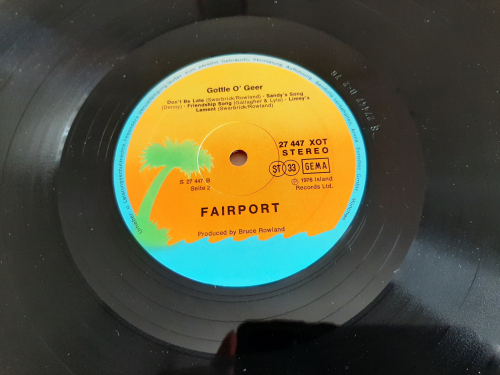 Gottle O' Geer
Don't Be Late (Swarbrick/Rowland) - Sandy's Song
(Denny) - Friendship Song (Gallagher & Lyle) - Limey's
Lament (Swarbrick/Rowland)
27 447 XOT
STEREO
ST 33 GEMA
S 27 447 B
Seite 2
℗ 1976 Island
Records Ltd.
FAIRPORT
Produced by Bruce Rowland